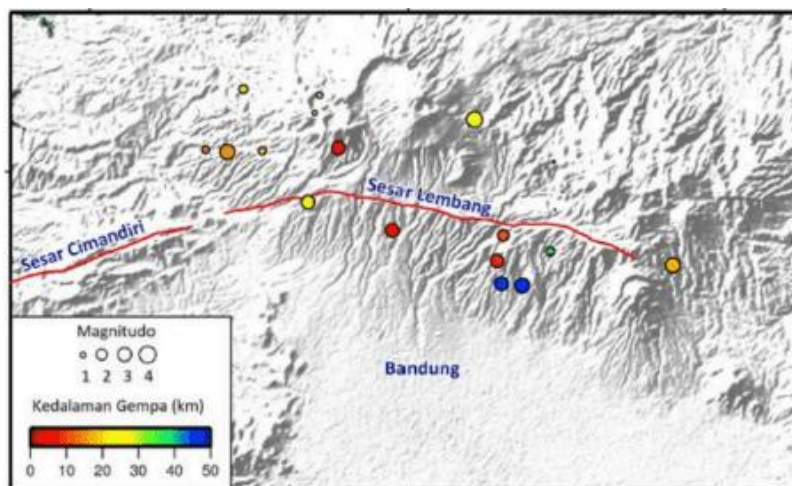 Sesar Lembang
Sesar Cimandiri
Bandung
Magnitudo
1 2 3 4
Kedalaman Gempa (km)
0 10 20 30 40 50